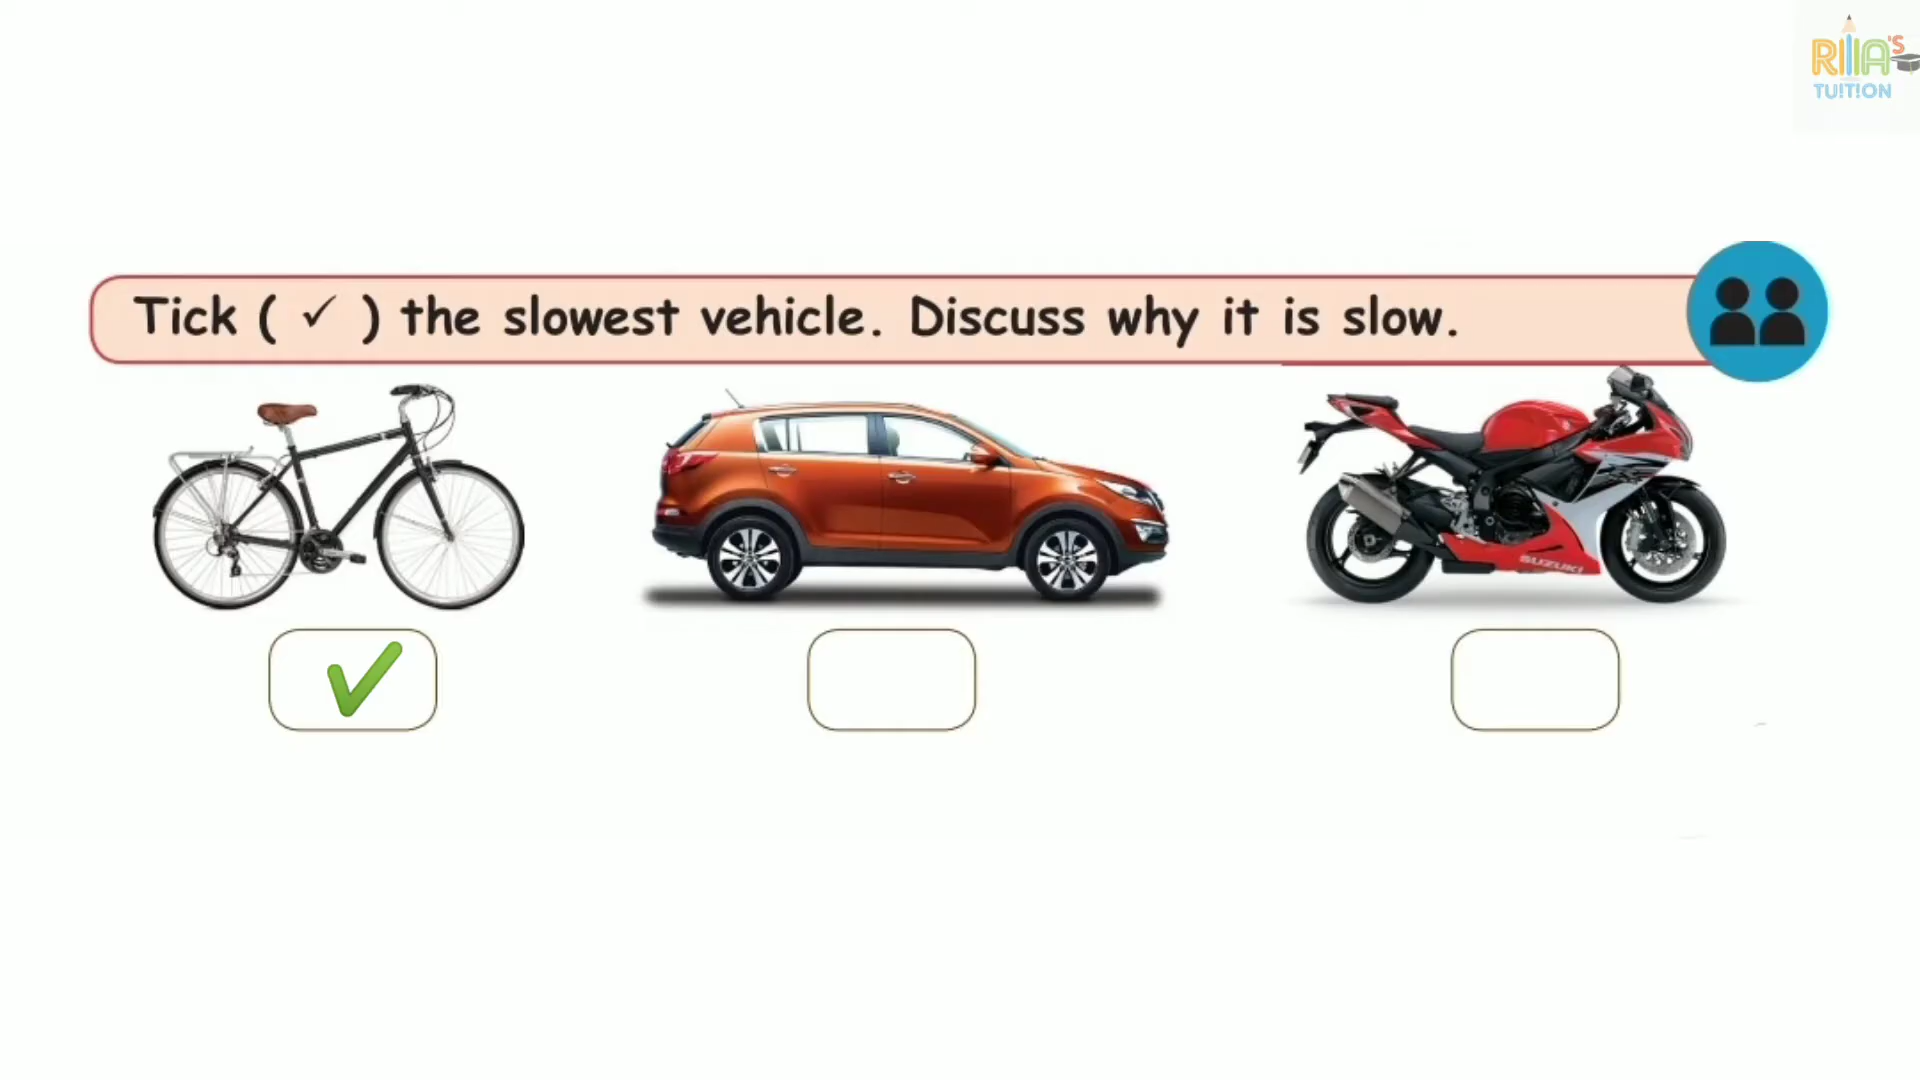 RIIA'S
TUITION
Tick ( ✓ ) the slowest vehicle. Discuss why it is slow.
SUZUKI